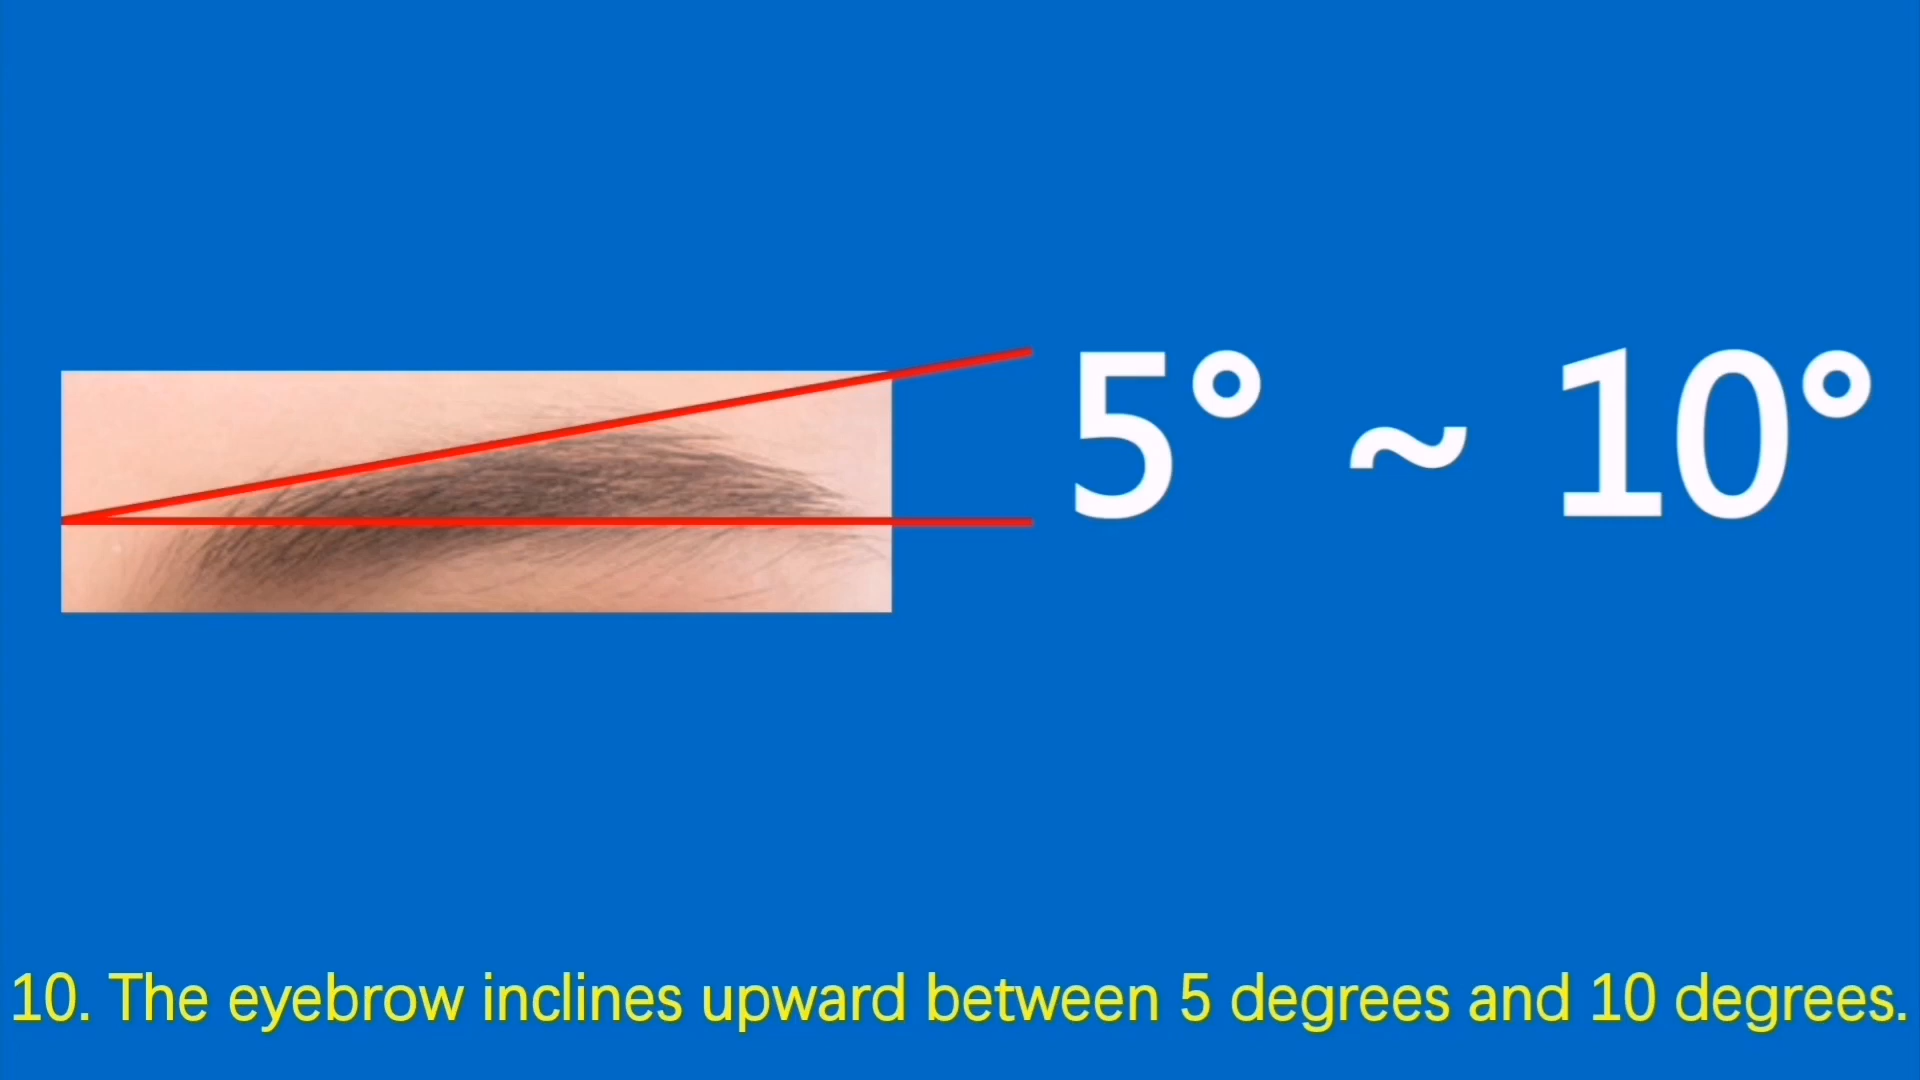 5° ~ 10°
10. The eyebrow inclines upward between 5 degrees and 10 degrees.